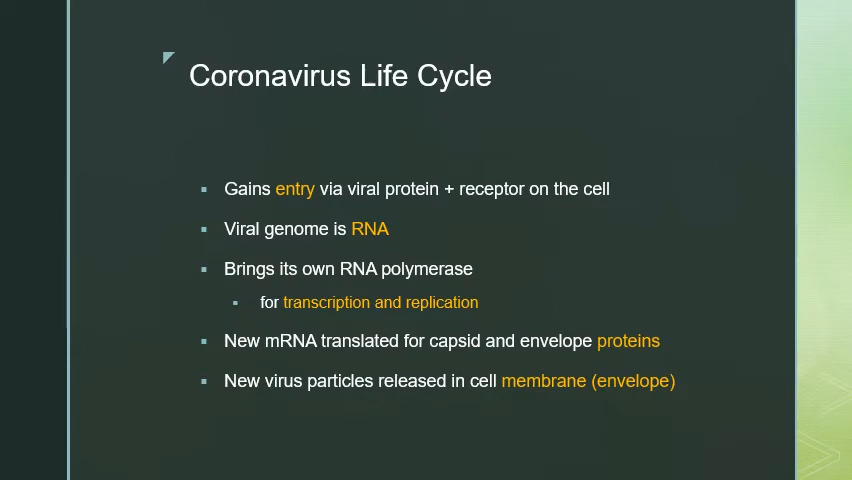 Coronavirus Life Cycle
Gains entry via viral protein + receptor on the cell
Viral genome is RNA
Brings its own RNA polymerase
for transcription and replication
New mRNA translated for capsid and envelope proteins
New virus particles released in cell membrane (envelope)